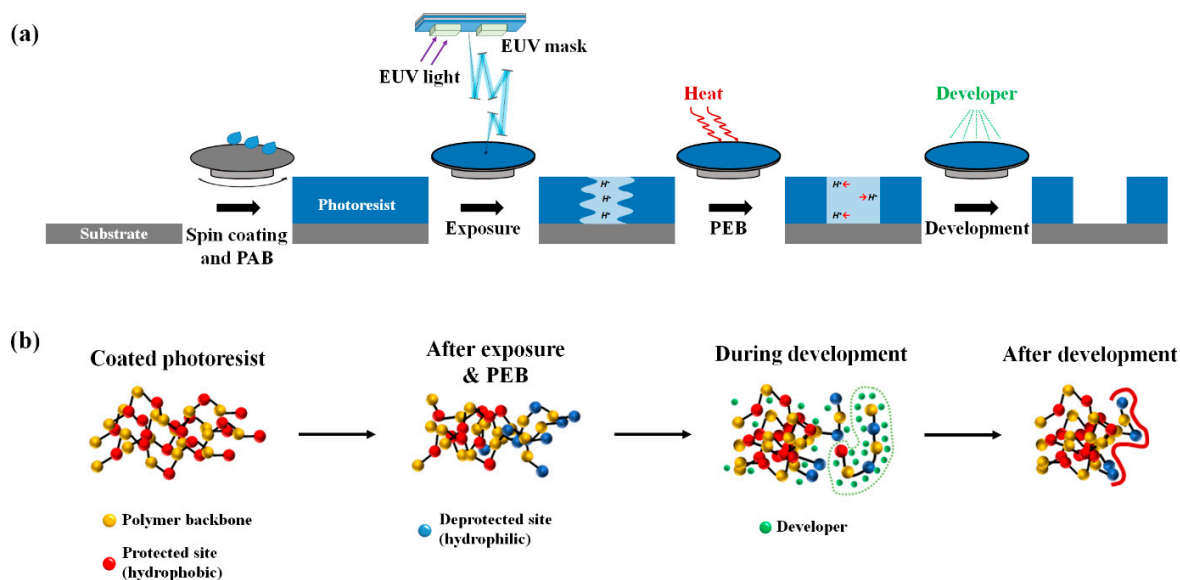 (a)
EUV mask
EUV light
Heat
Developer
Substrate
Spin coating
and PAB
Photoresist
Exposure
H⁺
H⁺
H⁺
PEB
H⁺
H⁺
H⁺
Development
(b)
Coated photoresist
After exposure
& PEB
During development
After development
Polymer backbone
Protected site
(hydrophobic)
Deprotected site
(hydrophilic)
Developer